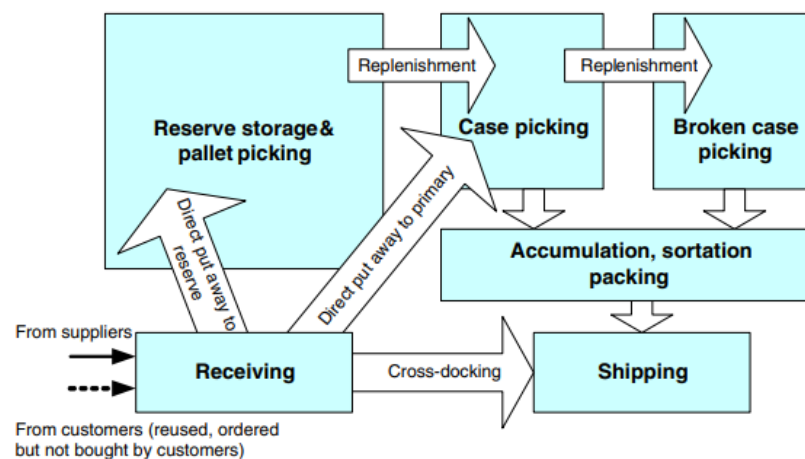 Replenishment
Replenishment
Reserve storage &
pallet picking
Case picking
Broken case
picking
Direct put away to
reserve
Direct put away to primary
Accumulation, sortation
packing
From suppliers
Receiving
Cross-docking
Shipping
From customers (reused, ordered
but not bought by customers)